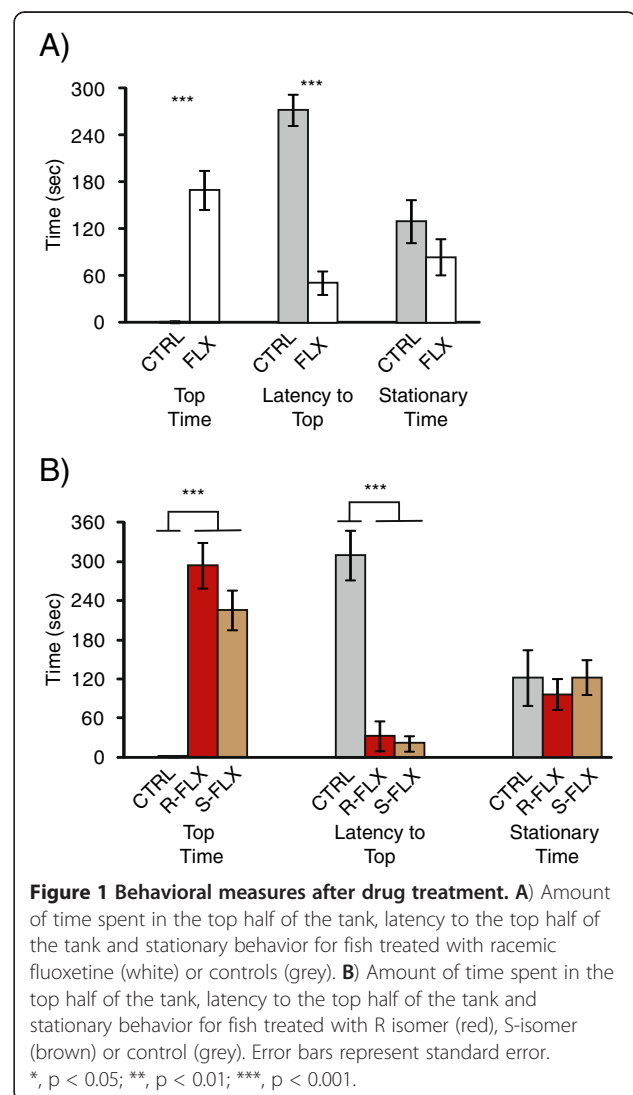 A)
*** ***
300
240
180
120
60
0
Time (sec)
CTRL FLX CTRL FLX CTRL FLX
Top Latency to Stationary
Time Top Time
B)
*** ***
360
300
240
180
120
60
0
Time (sec)
CTRL R-FLX S-FLX CTRL R-FLX S-FLX CTRL R-FLX S-FLX
Top Latency to Stationary
Time Top Time
Figure 1 Behavioral measures after drug treatment. A) Amount
of time spent in the top half of the tank, latency to the top half of
the tank and stationary behavior for fish treated with racemic
fluoxetine (white) or controls (grey). B) Amount of time spent in the
top half of the tank, latency to the top half of the tank and
stationary behavior for fish treated with R isomer (red), S-isomer
(brown) or control (grey). Error bars represent standard error.
*, p < 0.05; **, p < 0.01; ***, p < 0.001.